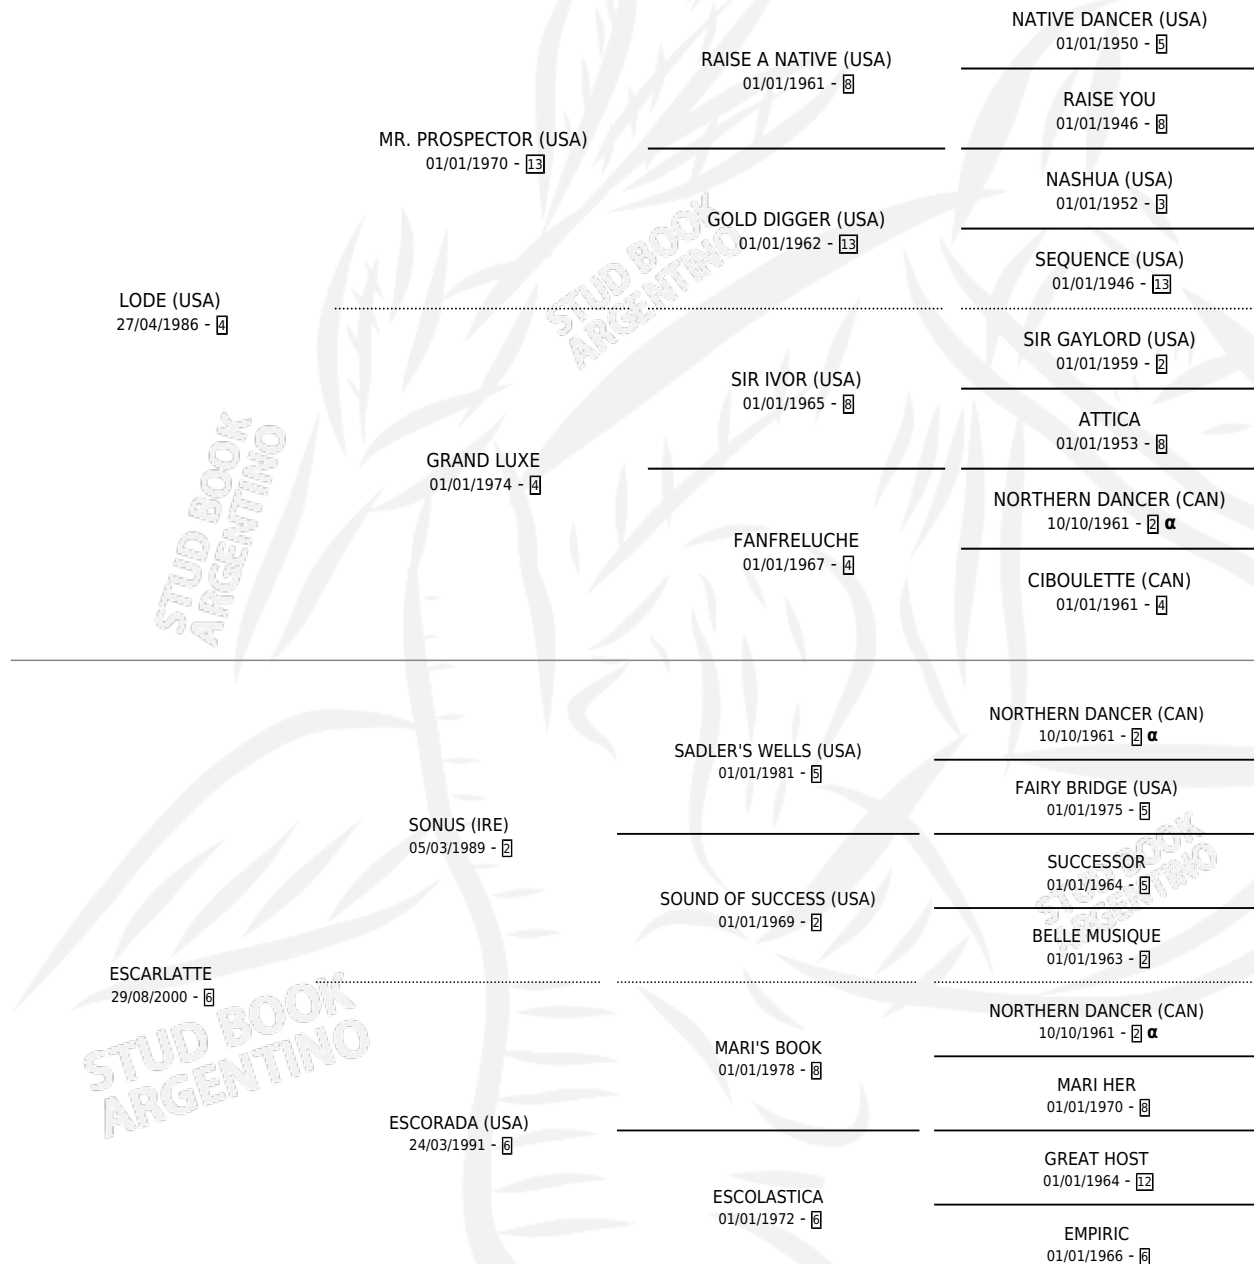 NATIVE DANCER (USA)
01/01/1950 - 5
RAISE A NATIVE (USA)
01/01/1961 - 8
RAISE YOU
01/01/1946 - 8
MR. PROSPECTOR (USA)
01/01/1970 - 13
NASHUA (USA)
01/01/1952 - 3
GOLD DIGGER (USA)
01/01/1962 - 13
SEQUENCE (USA)
01/01/1946 - 13
LODE (USA)
27/04/1986 - 4
SIR GAYLORD (USA)
01/01/1959 - 2
SIR IVOR (USA)
01/01/1965 - 8
ATTICA
01/01/1953 - 8
GRAND LUXE
01/01/1974 - 4
NORTHERN DANCER (CAN)
10/10/1961 - 2 α
FANFRELUCHE
01/01/1967 - 4
CIBOULETTE (CAN)
01/01/1961 - 4
NORTHERN DANCER (CAN)
10/10/1961 - 2 α
SADLER'S WELLS (USA)
01/01/1981 - 5
FAIRY BRIDGE (USA)
01/01/1975 - 5
SONUS (IRE)
05/03/1989 - 2
SUCCESSOR
01/01/1964 - 5
SOUND OF SUCCESS (USA)
01/01/1969 - 2
BELLE MUSIQUE
01/01/1963 - 2
ESCARLATTE
29/08/2000 - 6
NORTHERN DANCER (CAN)
10/10/1961 - 2 α
MARI'S BOOK
01/01/1978 - 8
MARI HER
01/01/1970 - 8
ESCORADA (USA)
24/03/1991 - 6
GREAT HOST
01/01/1964 - 12
ESCOLASTICA
01/01/1972 - 6
EMPIRIC
01/01/1966 - 6
STUD BOOK
ARGENTINO
STUD BOOK
ARGENTINO
STUD BOOK
ARGENTINO
STUD BOOK
ARGENTINO